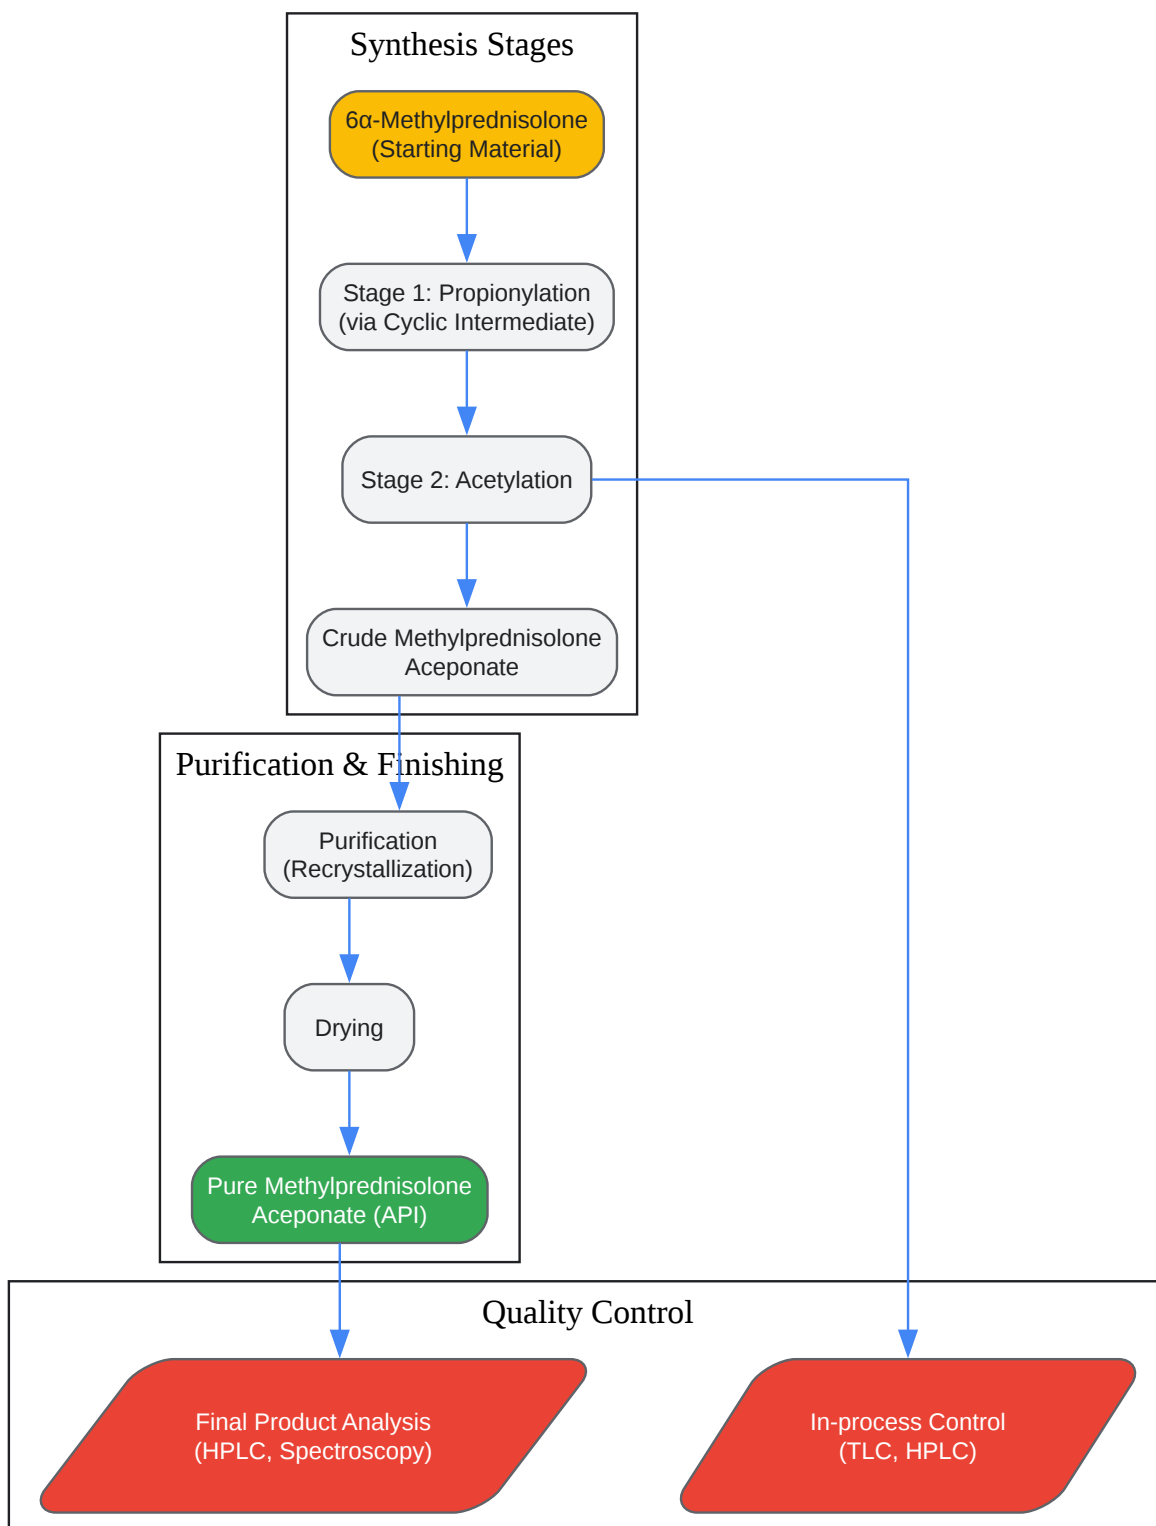 Synthesis Stages
6α-Methylprednisolone
(Starting Material)
Stage 1: Propionylation
(via Cyclic Intermediate)
Stage 2: Acetylation
Crude Methylprednisolone
Aceponate
Purification & Finishing
Purification
(Recrystallization)
Drying
Pure Methylprednisolone
Aceponate (API)
Quality Control
Final Product Analysis
(HPLC, Spectroscopy)
In-process Control
(TLC, HPLC)